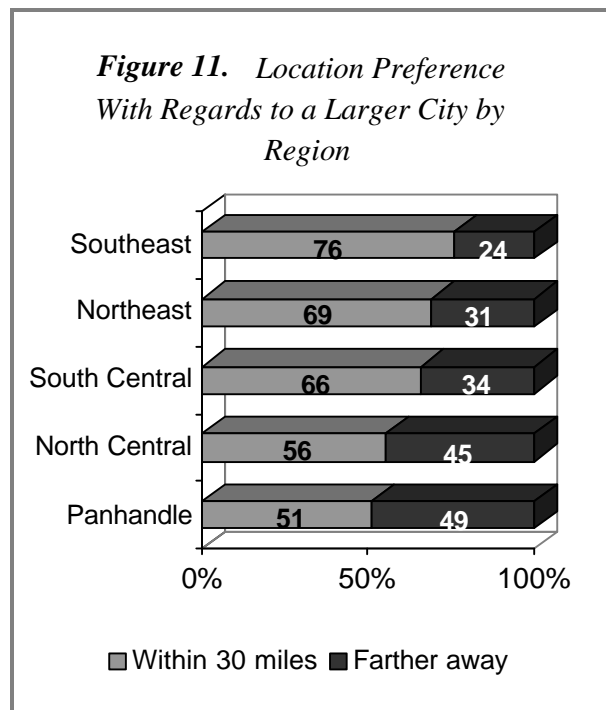 Figure 11. Location Preference
With Regards to a Larger City by
Region
Southeast 76 24
Northeast 69 31
South Central 66 34
North Central 56 45
Panhandle 51 49
0% 50% 100%
Within 30 miles Farther away